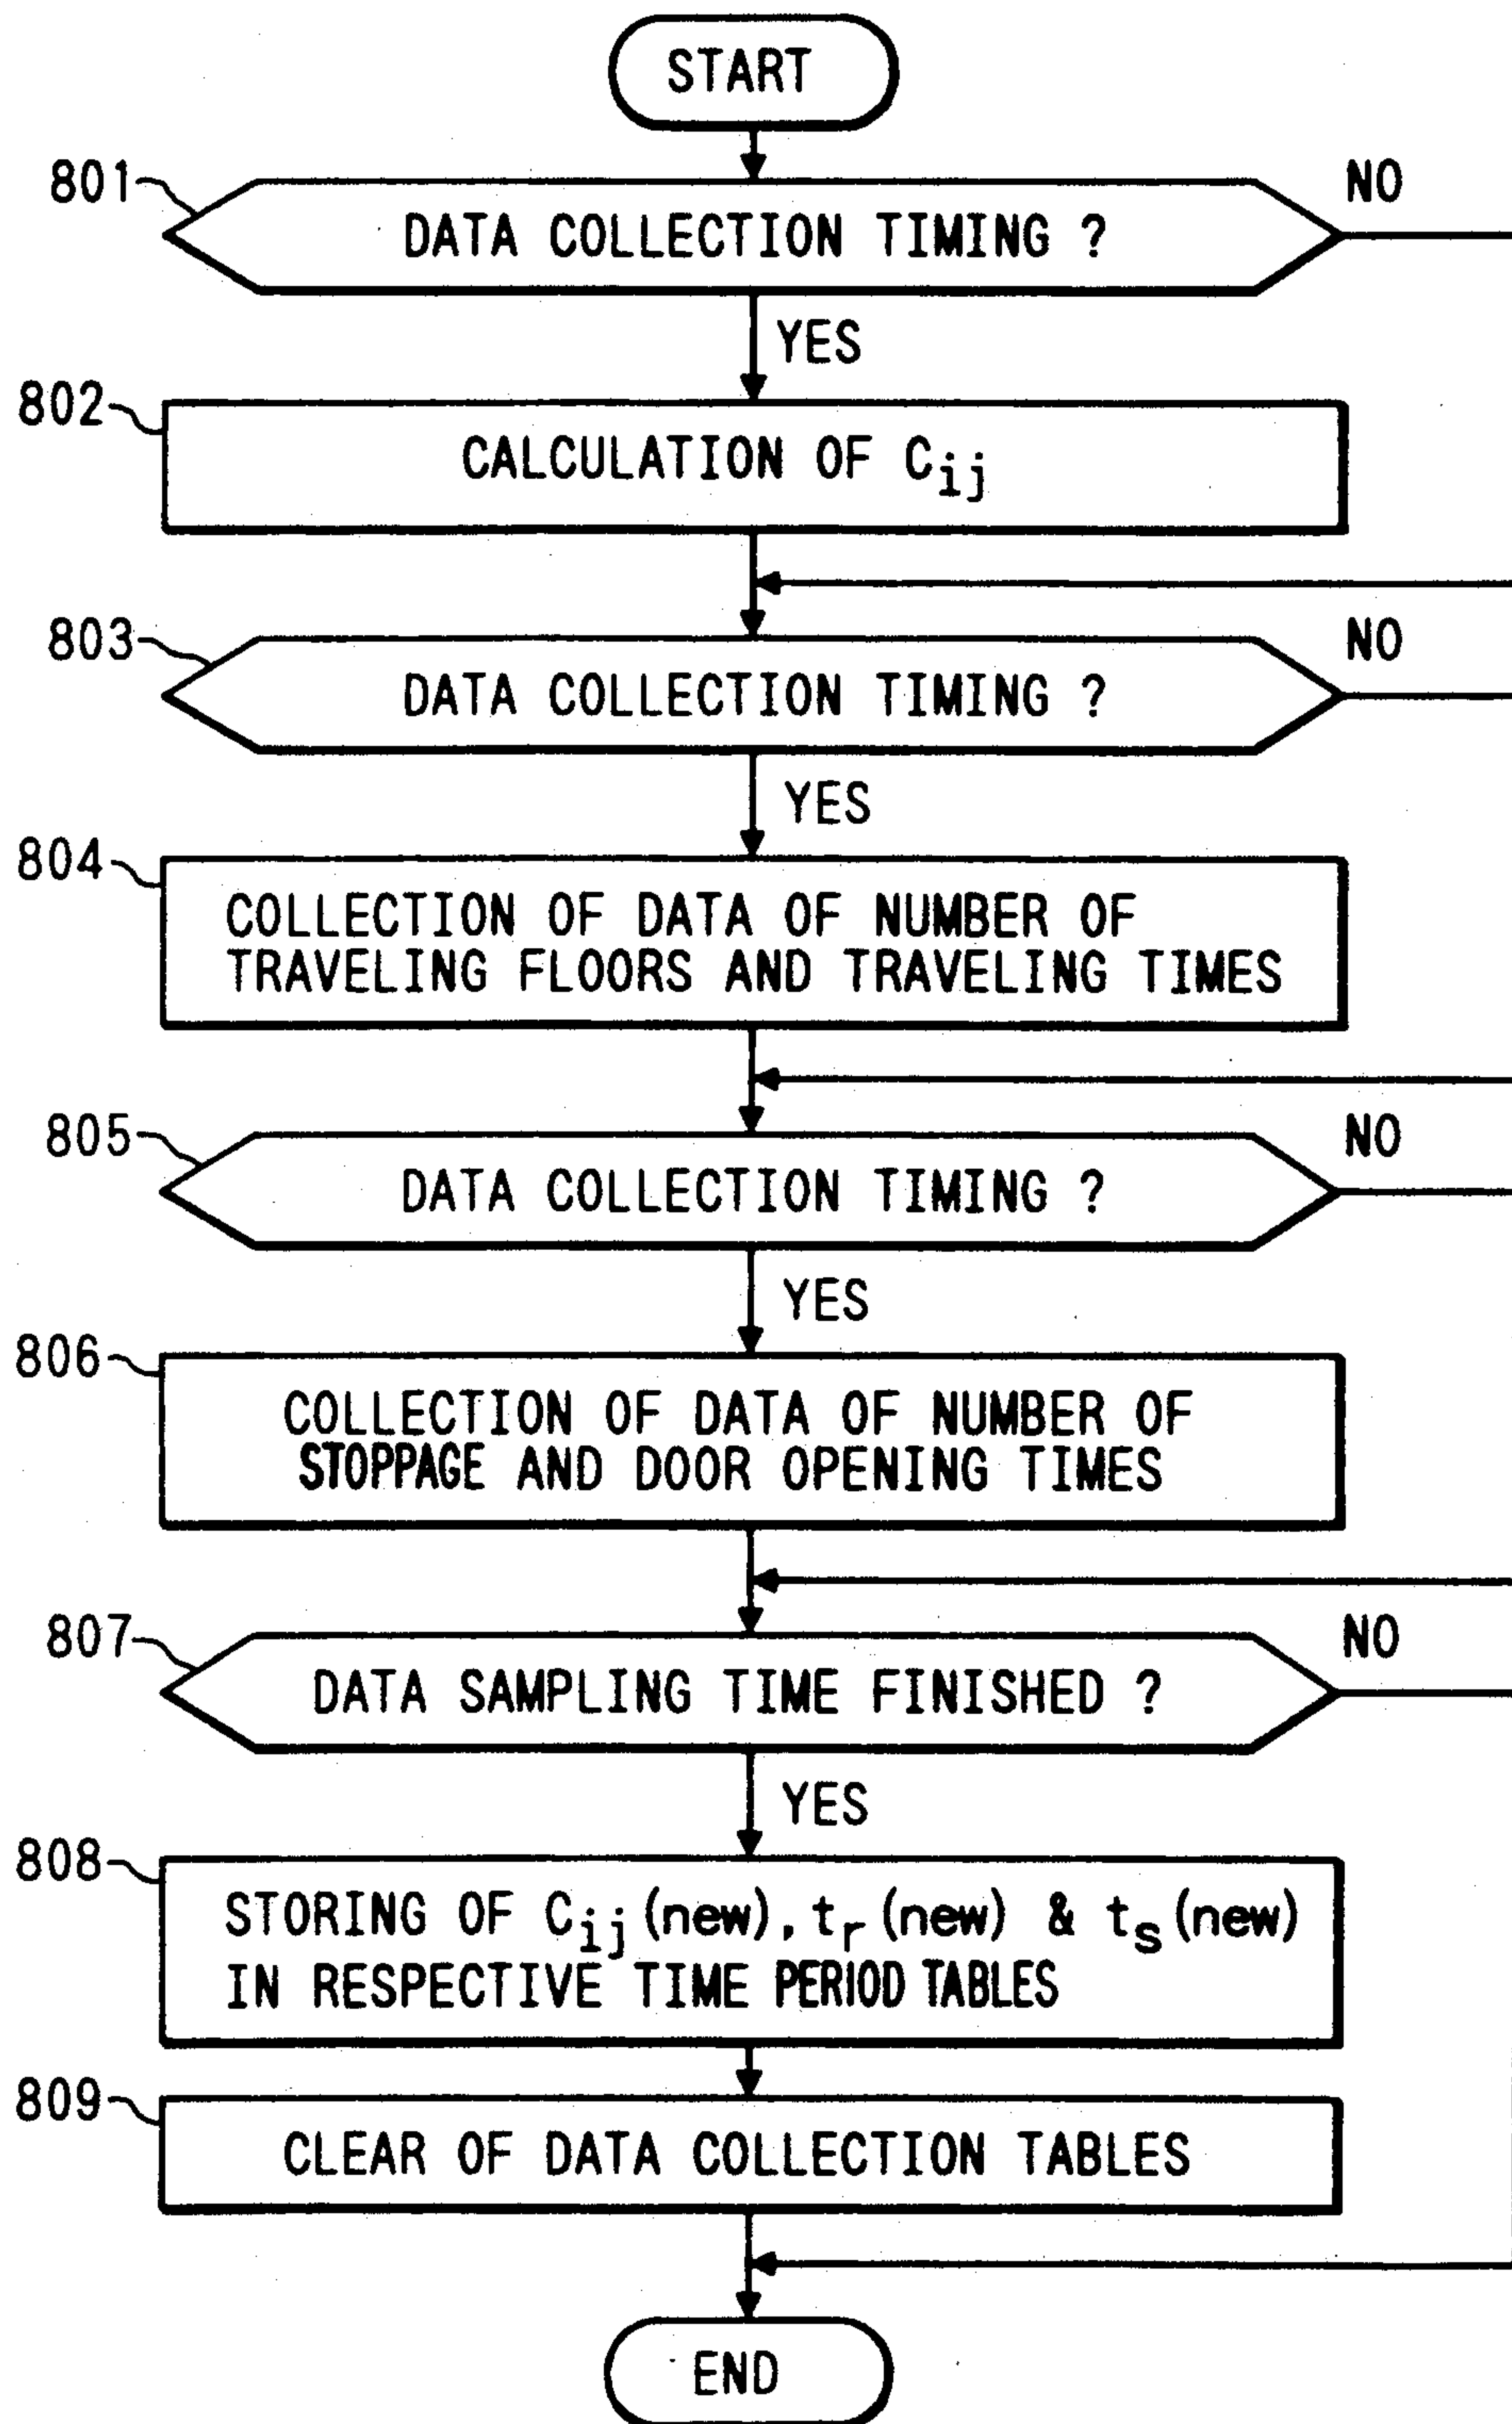 START
801
DATA COLLECTION TIMING ?
NO
YES
802
CALCULATION OF Cij
803
DATA COLLECTION TIMING ?
NO
YES
804
COLLECTION OF DATA OF NUMBER OF
TRAVELING FLOORS AND TRAVELING TIMES
805
DATA COLLECTION TIMING ?
NO
YES
806
COLLECTION OF DATA OF NUMBER OF
STOPPAGE AND DOOR OPENING TIMES
807
DATA SAMPLING TIME FINISHED ?
NO
YES
808
STORING OF Cij(new), tr(new) & ts(new)
IN RESPECTIVE TIME PERIOD TABLES
809
CLEAR OF DATA COLLECTION TABLES
END